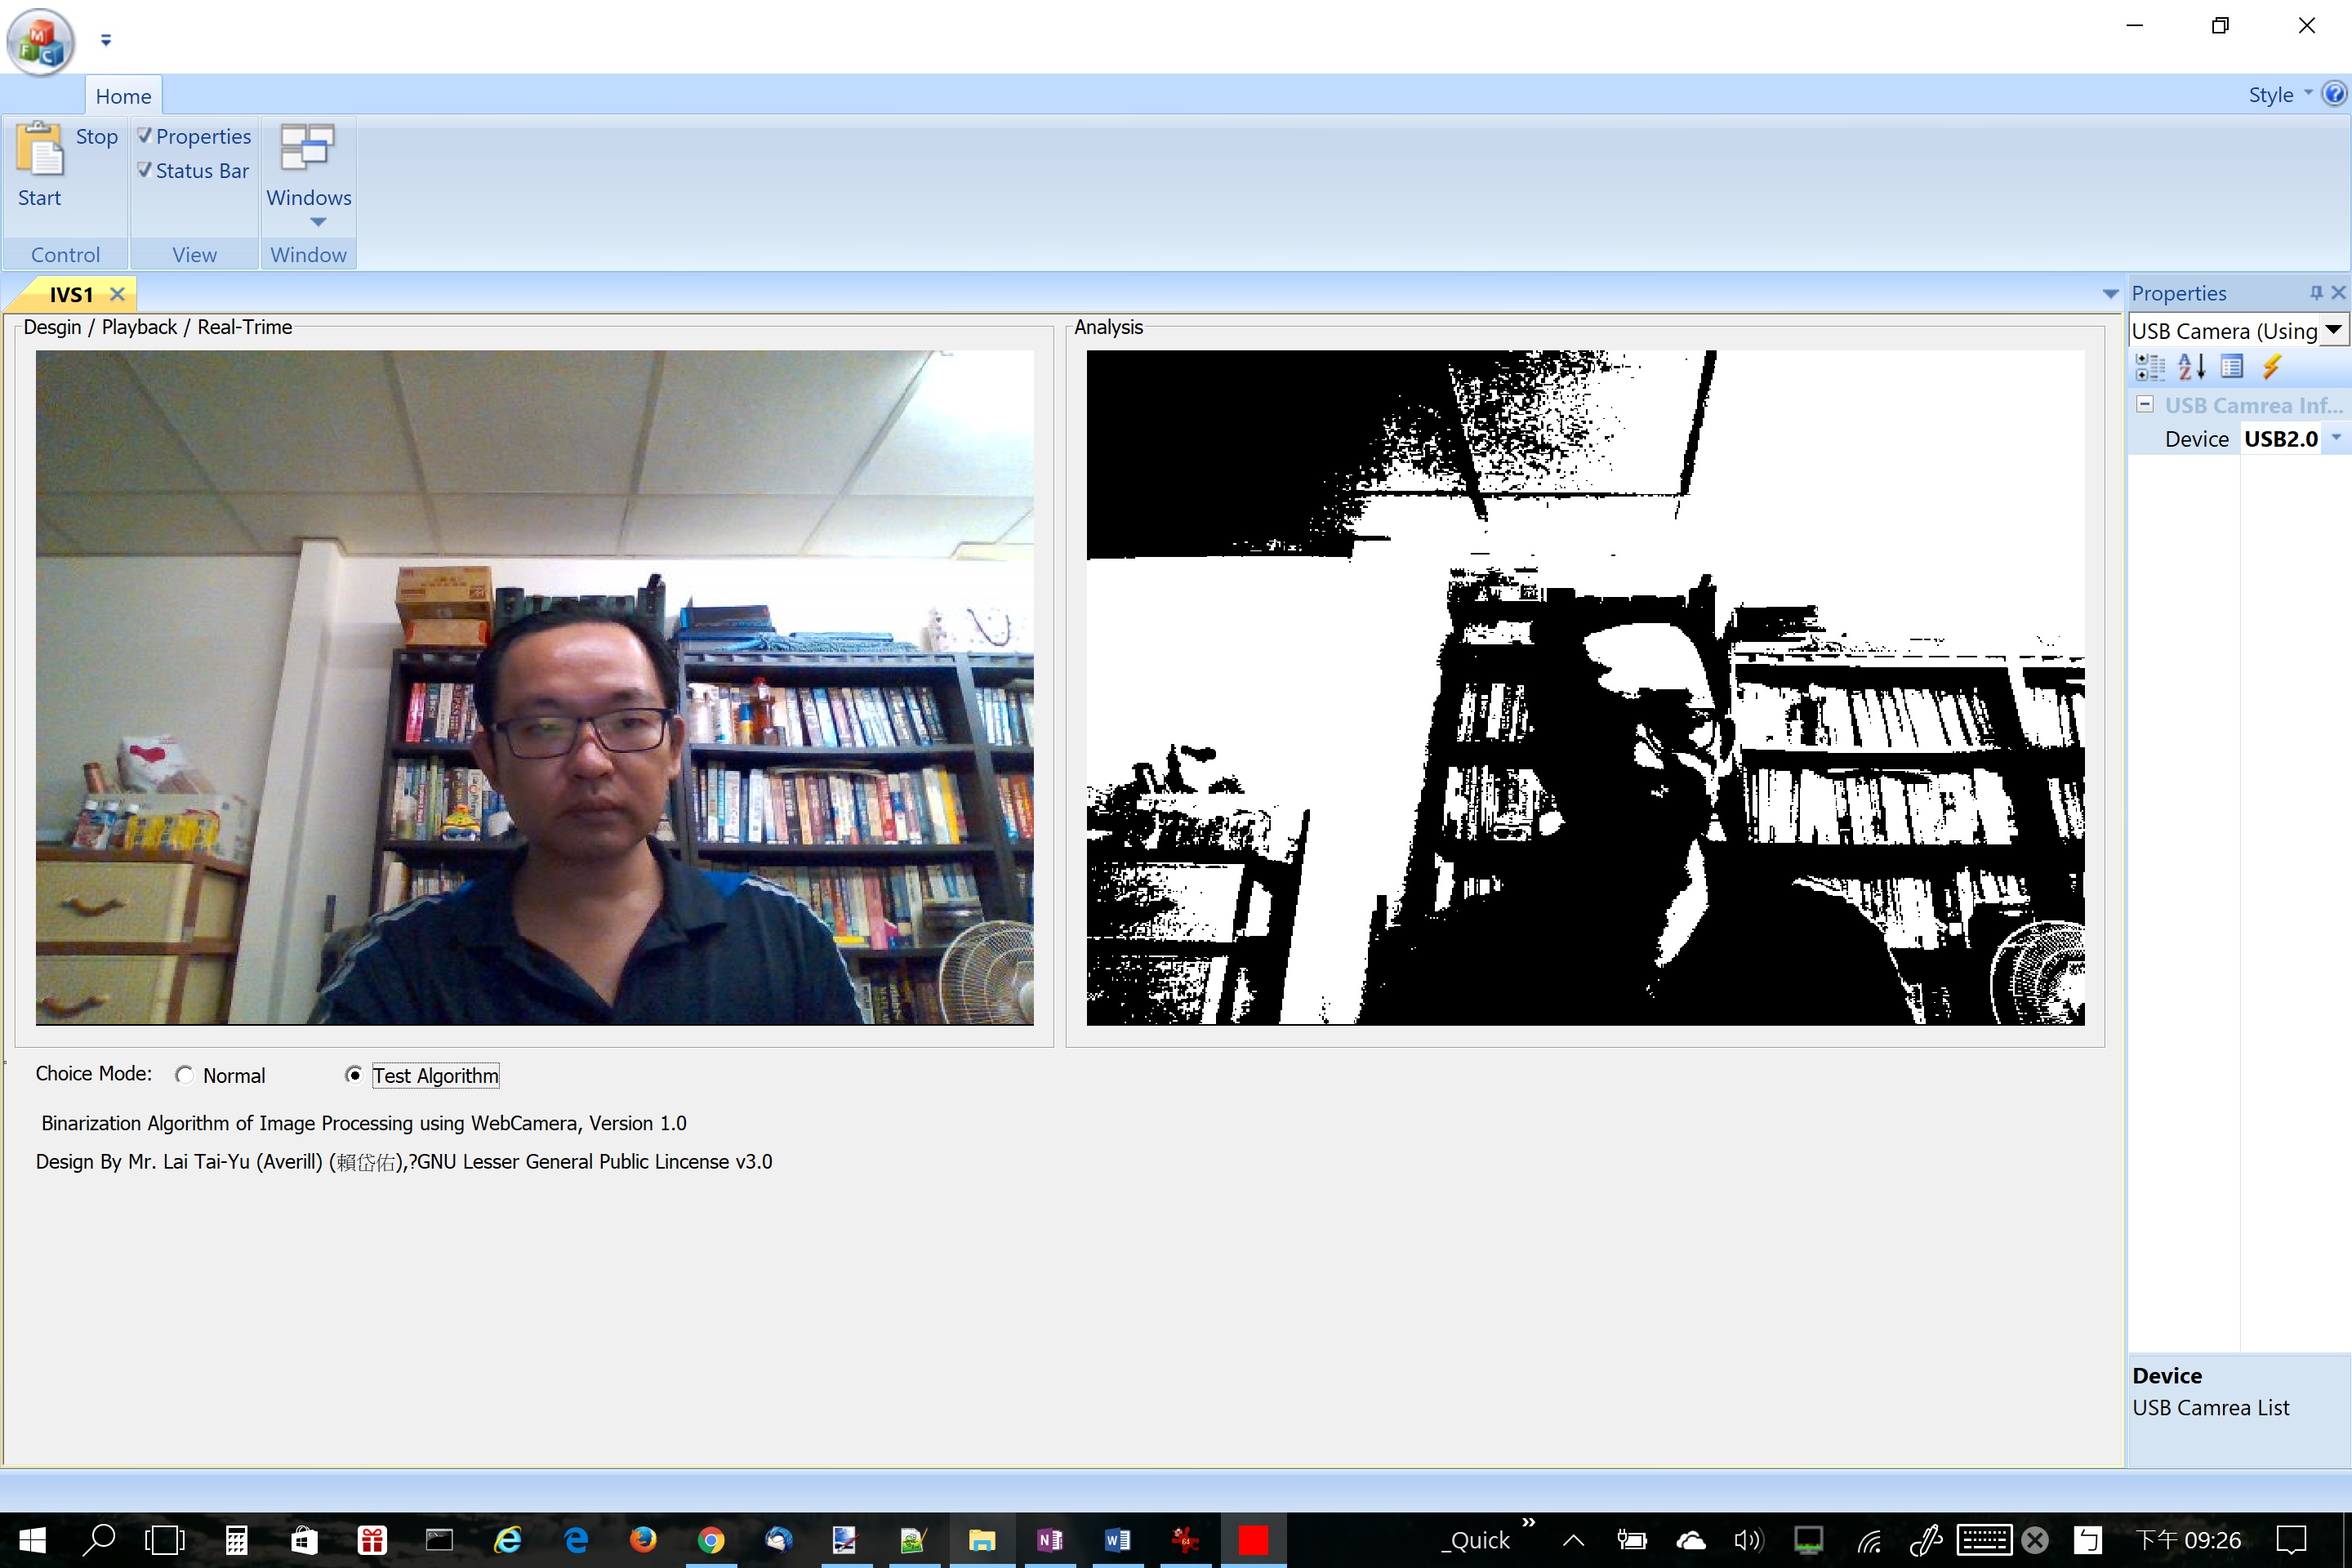 Home
Style
Stop
Start
Properties
Status Bar
Windows
Control
View
Window
IVS1
Properties
Desgin / Playback / Real-Trime
Analysis
USB Camera (Using
USB Camrea Inf...
Device USB2.0
Choice Mode: Normal Test Algorithm
Binarization Algorithm of Image Processing using WebCamera, Version 1.0
Design By Mr. Lai Tai-Yu (Averill) (賴岱佑),?GNU Lesser General Public Lincense v3.0
Device
USB Camrea List
_Quick
下午 09:26